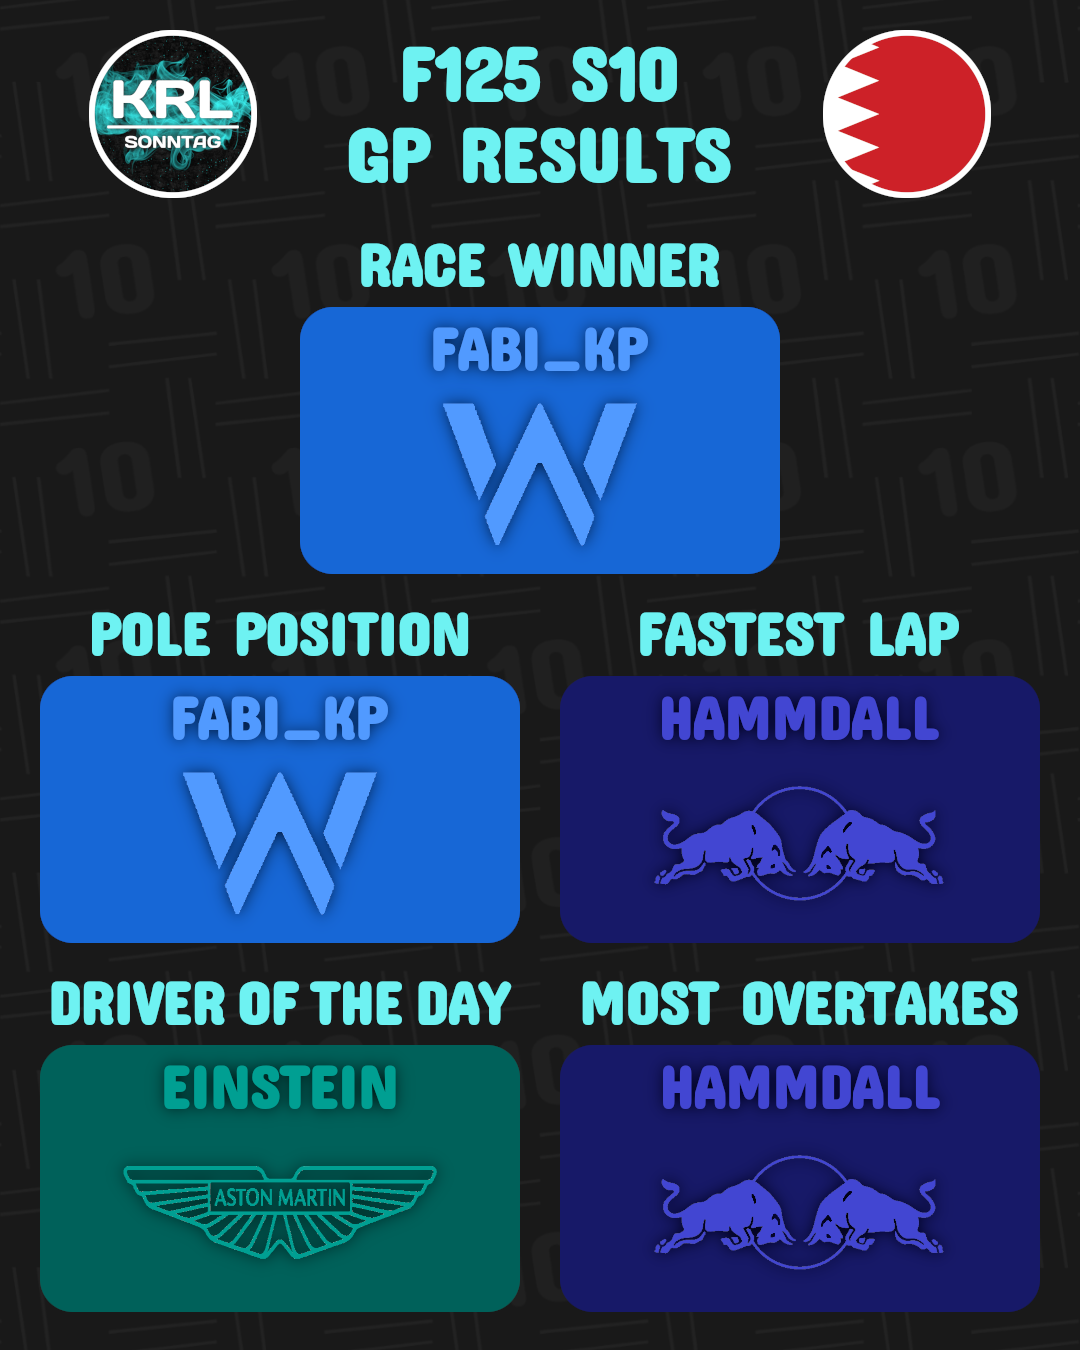 KRL
SONNTAG
F125 S10
GP RESULTS
RACE WINNER
FABI_KP
POLE POSITION
FABI_KP
FASTEST LAP
HAMMDALL
DRIVER OF THE DAY
EINSTEIN
ASTON MARTIN
MOST OVERTAKES
HAMMDALL